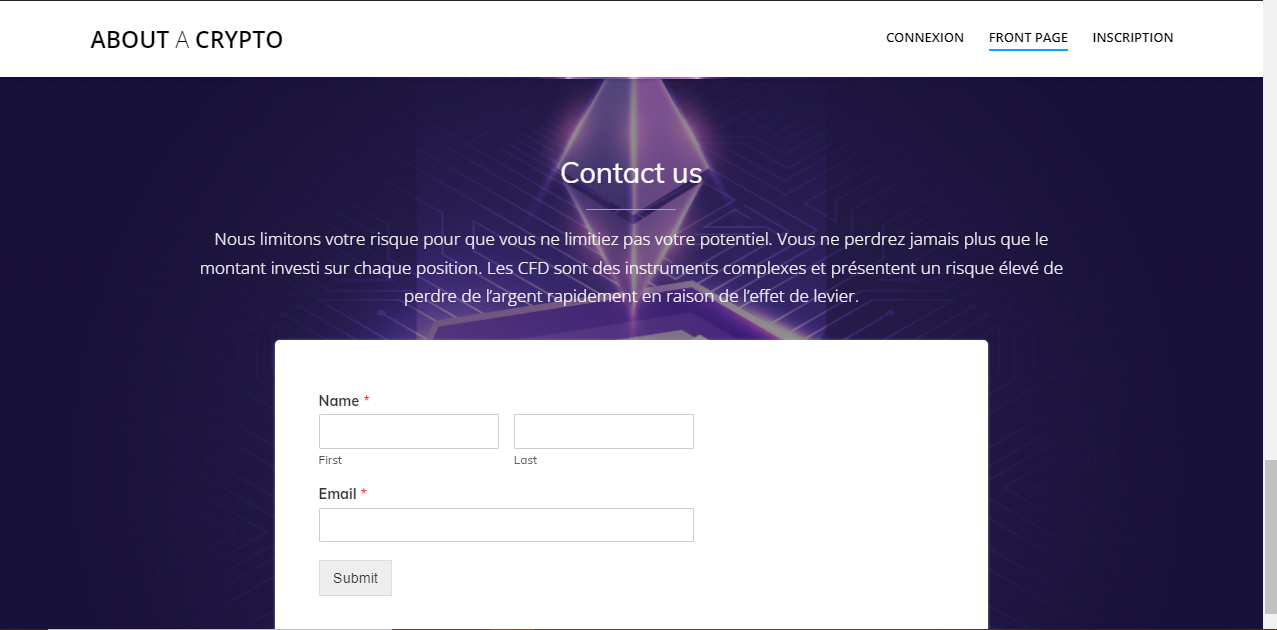 ABOUT A CRYPTO
CONNEXION FRONT PAGE INSCRIPTION
Contact us
Nous limitons votre risque pour que vous ne limitiez pas votre potentiel. Vous ne perdrez jamais plus que le
montant investi sur chaque position. Les CFD sont des instruments complexes et présentent un risque élevé de
perdre de l’argent rapidement en raison de l’effet de levier.
Name *
First Last
Email *
Submit